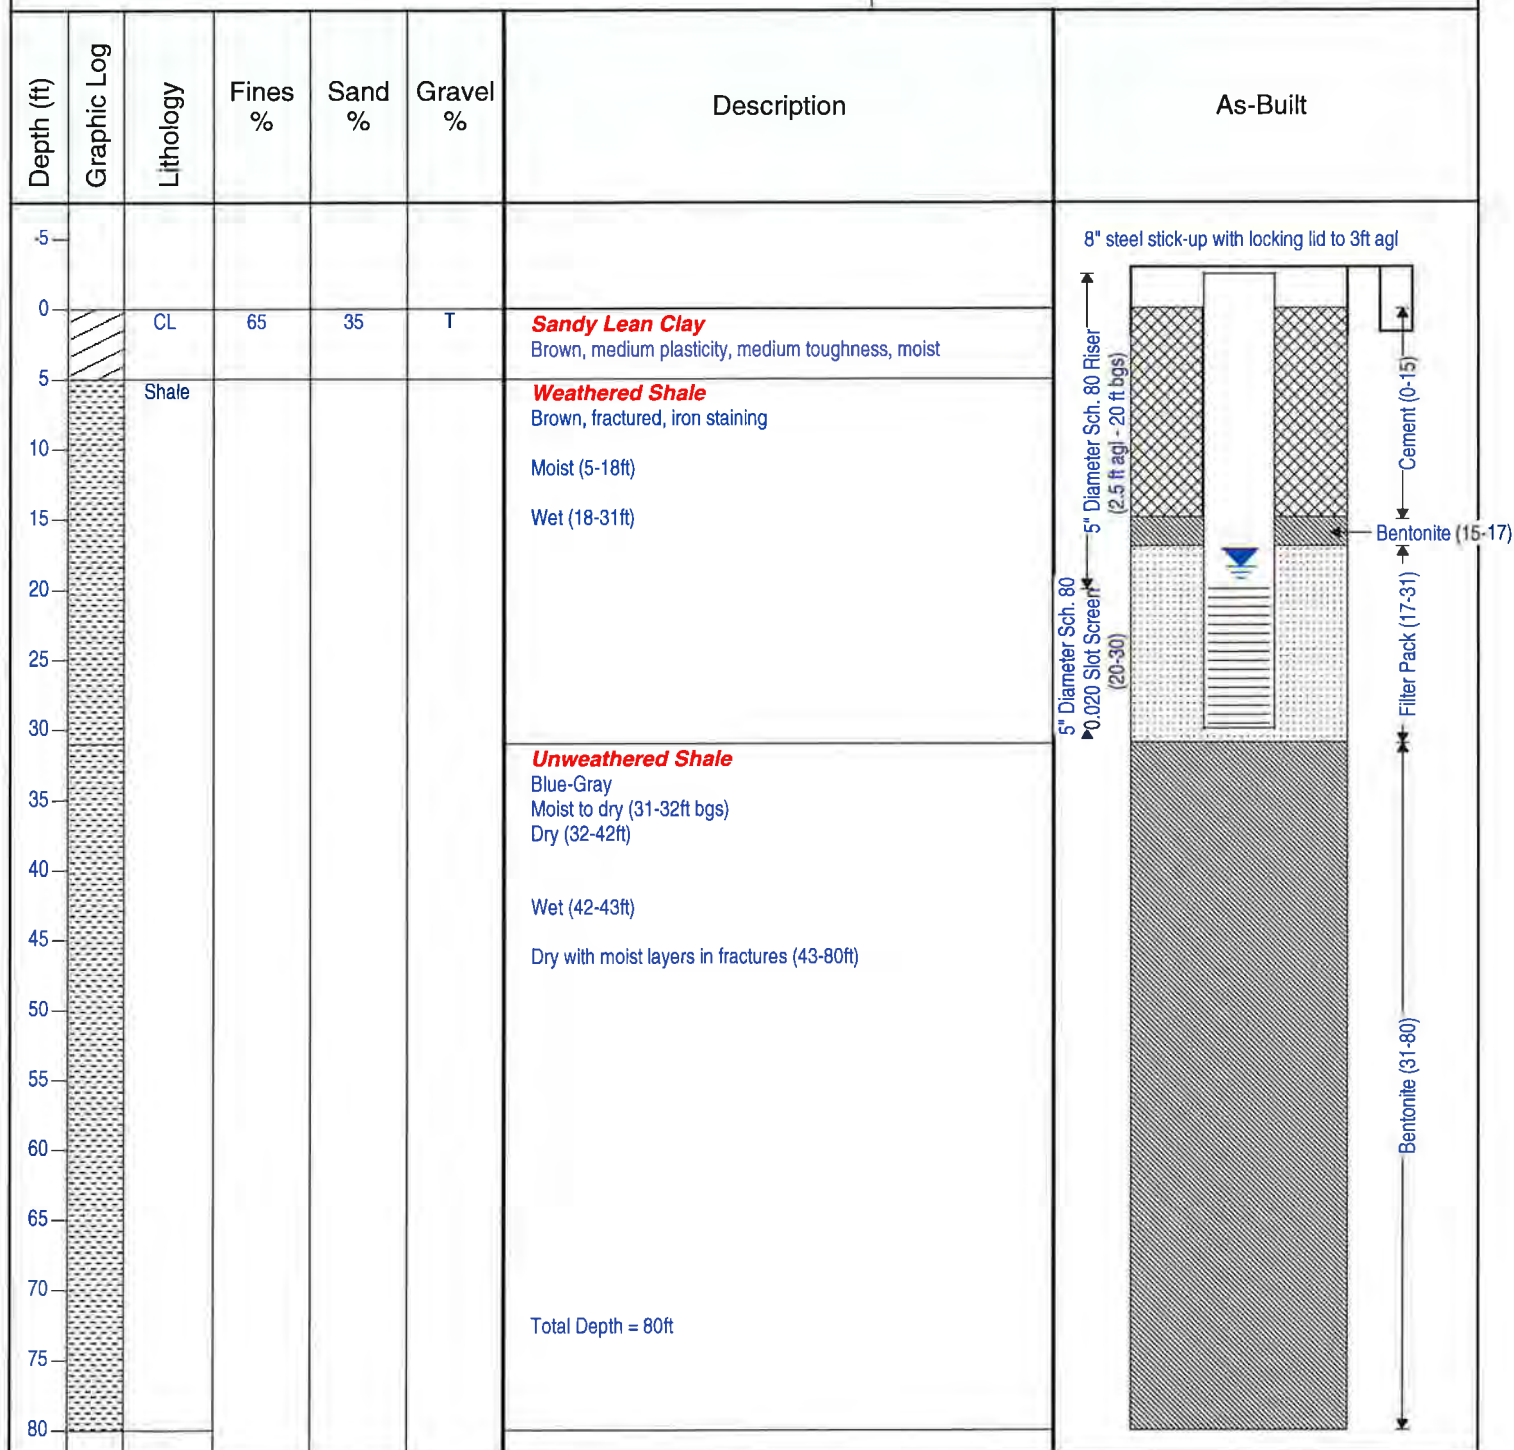 Depth (ft)
Graphic Log
Lithology
Fines
%
Sand
%
Gravel
%
Description
As-Built
-5
0
5
10
15
20
25
30
35
40
45
50
55
60
65
70
75
80
CL
65
35
T
Shale
Sandy Lean Clay
Brown, medium plasticity, medium toughness, moist
Weathered Shale
Brown, fractured, iron staining
Moist (5-18ft)
Wet (18-31ft)
Unweathered Shale
Blue-Gray
Moist to dry (31-32ft bgs)
Dry (32-42ft)
Wet (42-43ft)
Dry with moist layers in fractures (43-80ft)
Total Depth = 80ft
8" steel stick-up with locking lid to 3ft agl
5" Diameter Sch. 80 Riser
(2.5 ft agl - 20 ft bgs)
5" Diameter Sch. 80
0.020 Slot Screen
(20-30)
Cement (0-15)
Bentonite (15-17)
Filter Pack (17-31)
Bentonite (31-80)